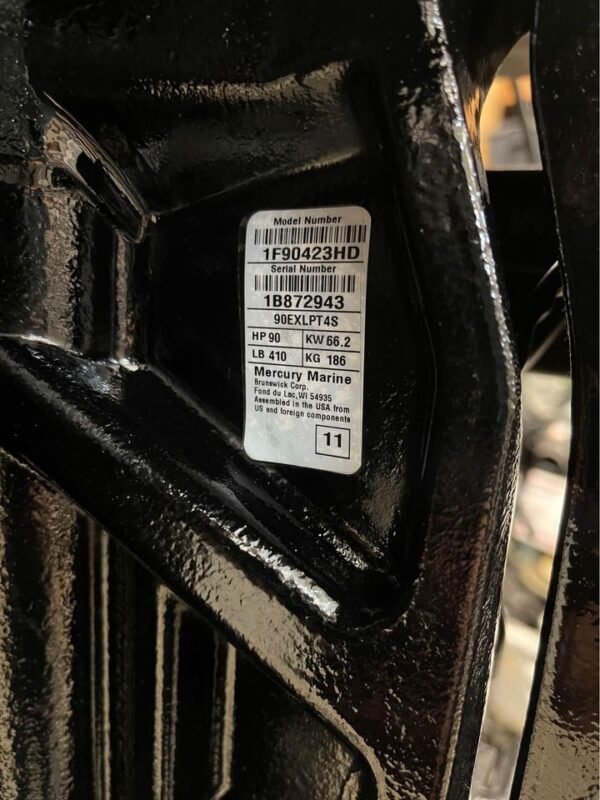 Model Number
1F90423HD
Serial Number
1B872943
90EXLPT4S
HP 90 KW 66.2
LB 410 KG 186
Mercury Marine
Brunswick Corp.
Fond du Lac, WI 54935
Assembled in the USA from
US and foreign components
11